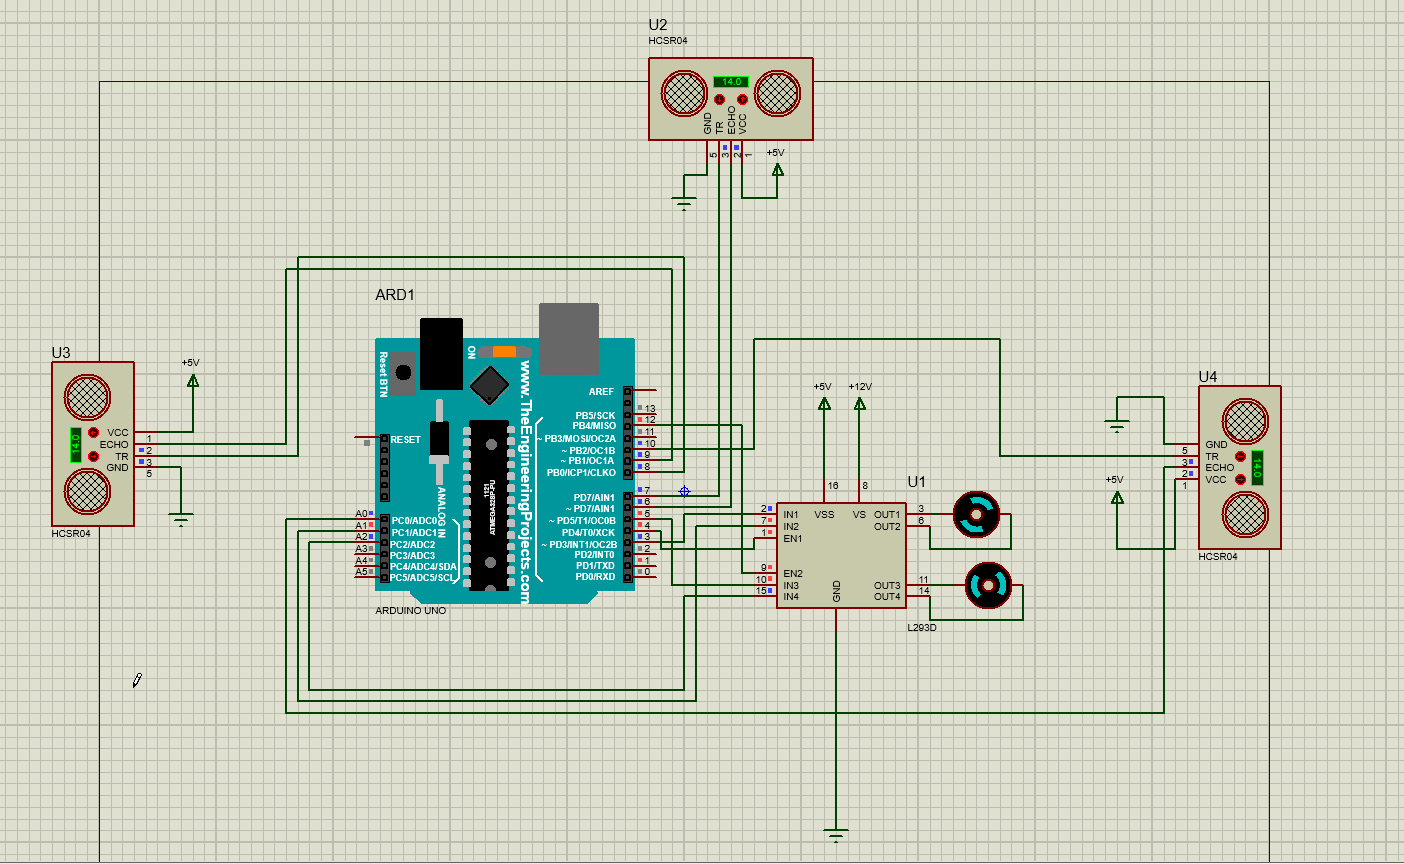 U2
HCSR04
14.0
GND
TR
ECHO
VCC
5
3
2
1
+5V
ARD1
ON
Reset BTN
www.TheEngineeringProjects.com
AREF
PB5/SCK
13
PB4/MISO
12
~ PB3/MOSI/OC2A
11
~ PB2/OC1B
10
~ PB1/OC1A
9
PB0/ICP1/CLKO
8
PD7/AIN1
7
~ PD7/AIN1
6
~ PD5/T1/OC0B
5
PD4/T0/XCK
4
~ PD3/INT1/OC2B
3
PD2/INT0
2
PD1/TXD
1
PD0/RXD
0
RESET
ANALOG IN
1121
ATMEGA328P-PU
A0
PC0/ADC0
A1
PC1/ADC1
A2
PC2/ADC2
A3
PC3/ADC3
A4
PC4/ADC4/SDA
A5
PC5/ADC5/SCL
ARDUINO UNO
U3
+5V
14.0
VCC
1
ECHO
2
TR
3
GND
5
HCSR04
+5V
+12V
U1
16
8
VSS
VS
2
IN1
7
IN2
1
EN1
9
EN2
10
IN3
15
IN4
OUT1
3
OUT2
6
OUT3
11
OUT4
14
GND
L293D
U4
GND
5
TR
3
ECHO
2
VCC
1
14.0
+5V
HCSR04